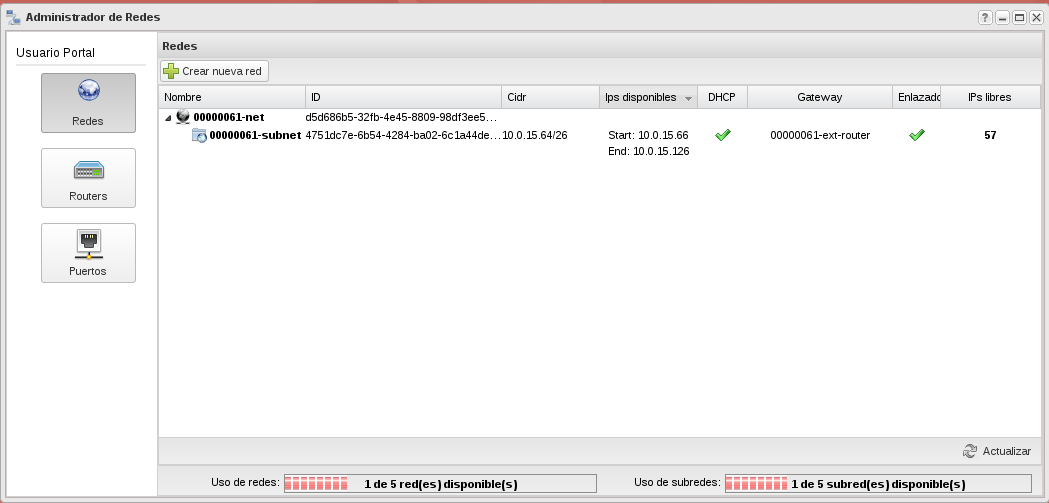 Administrador de Redes
Usuario Portal
Redes
Routers
Puertos
Redes
Crear nueva red
Nombre ID Cidr Ips disponibles DHCP Gateway Enlazado IPs libres
00000061-net d5d686b5-32fb-4e45-8809-98df3ee5...
00000061-subnet 4751dc7e-6b54-4284-ba02-6c1a44de... 10.0.15.64/26 Start: 10.0.15.66 00000061-ext-router 57
End: 10.0.15.126
Actualizar
Uso de redes: 1 de 5 red(es) disponible(s) Uso de subredes: 1 de 5 subred(es) disponible(s)